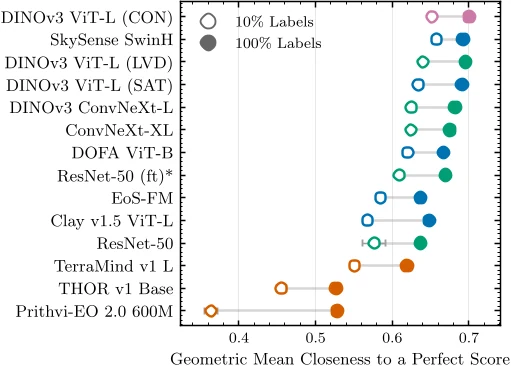 DINOv3 ViT-L (CON)
SkySense SwinH
DINOv3 ViT-L (LVD)
DINOv3 ViT-L (SAT)
DINOv3 ConvNeXt-L
ConvNeXt-XL
DOFA ViT-B
ResNet-50 (ft)*
EoS-FM
Clay v1.5 ViT-L
ResNet-50
TerraMind v1 L
THOR v1 Base
Prithvi-EO 2.0 600M
10% Labels
100% Labels
0.4 0.5 0.6 0.7
Geometric Mean Closeness to a Perfect Score